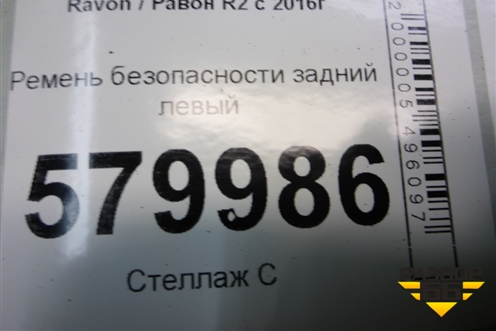 Ravon / Равон R2 с 2016г
Ремень безопасности задний
левый
579986
Стеллаж С
2000005496097